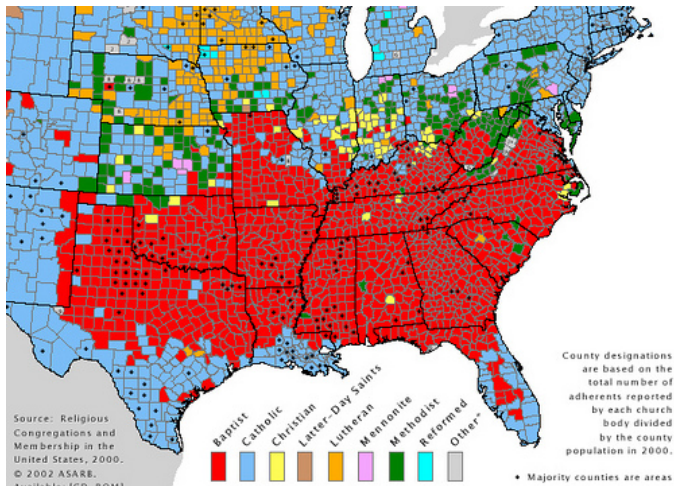 County designations
are based on the
total number of
adherents reported
by each church
body divided
by the county
population in 2000.
Source: Religious
Congregations and
Membership in the
United States, 2000.
© 2002 ASARB.
Baptist
Catholic
Christian
Latter-Day Saints
Lutheran
Mennonite
Methodist
Reformed
Other*
Majority counties are areas